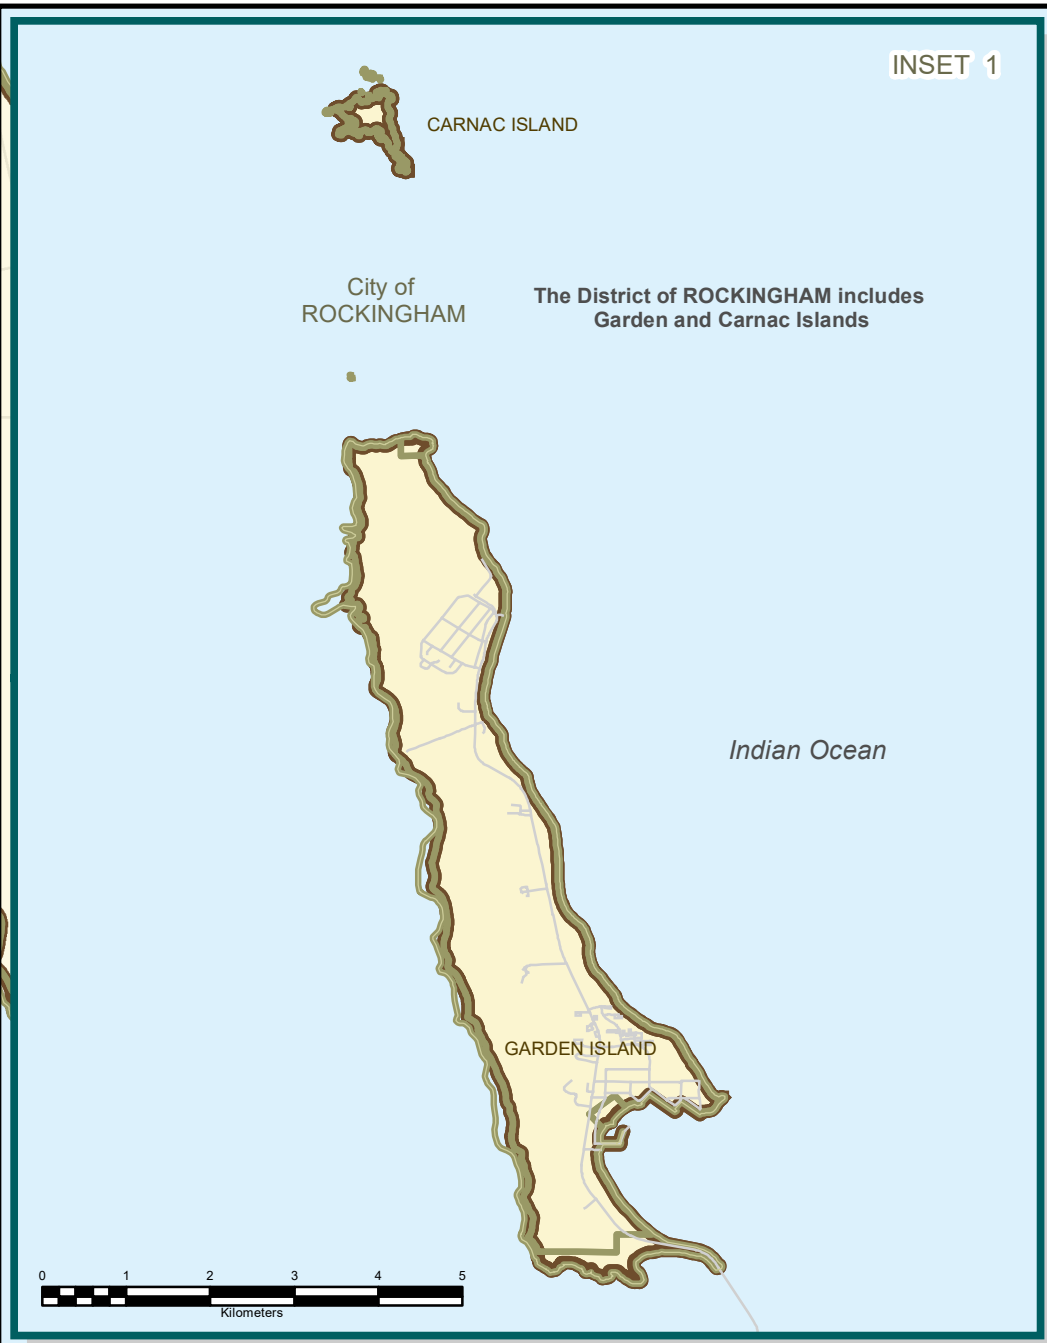 INSET 1
CARNAC ISLAND
City of
ROCKINGHAM
The District of ROCKINGHAM includes
Garden and Carnac Islands
Indian Ocean
GARDEN ISLAND
0 1 2 3 4 5
Kilometers